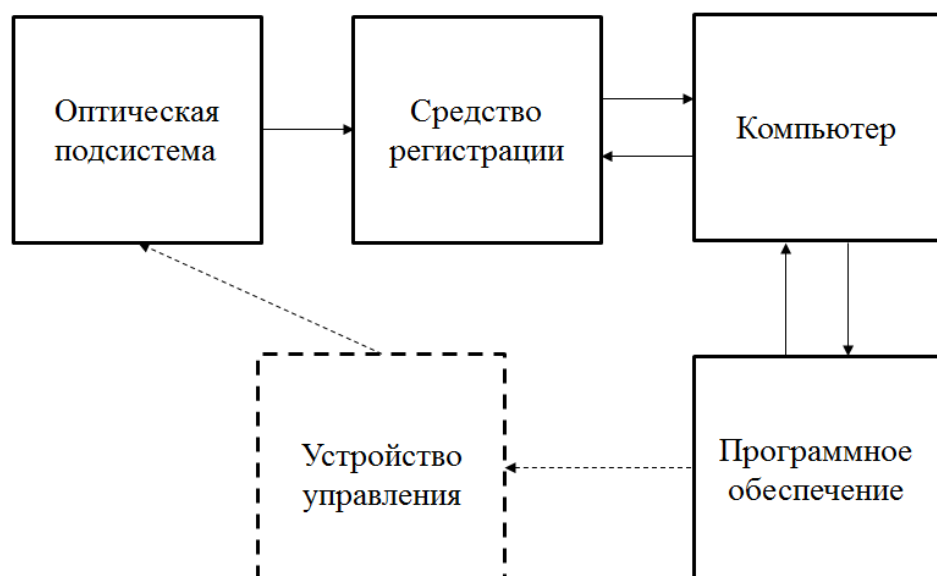 Оптическая
подсистема
Средство
регистрации
Компьютер
Устройство
управления
Программное
обеспечение